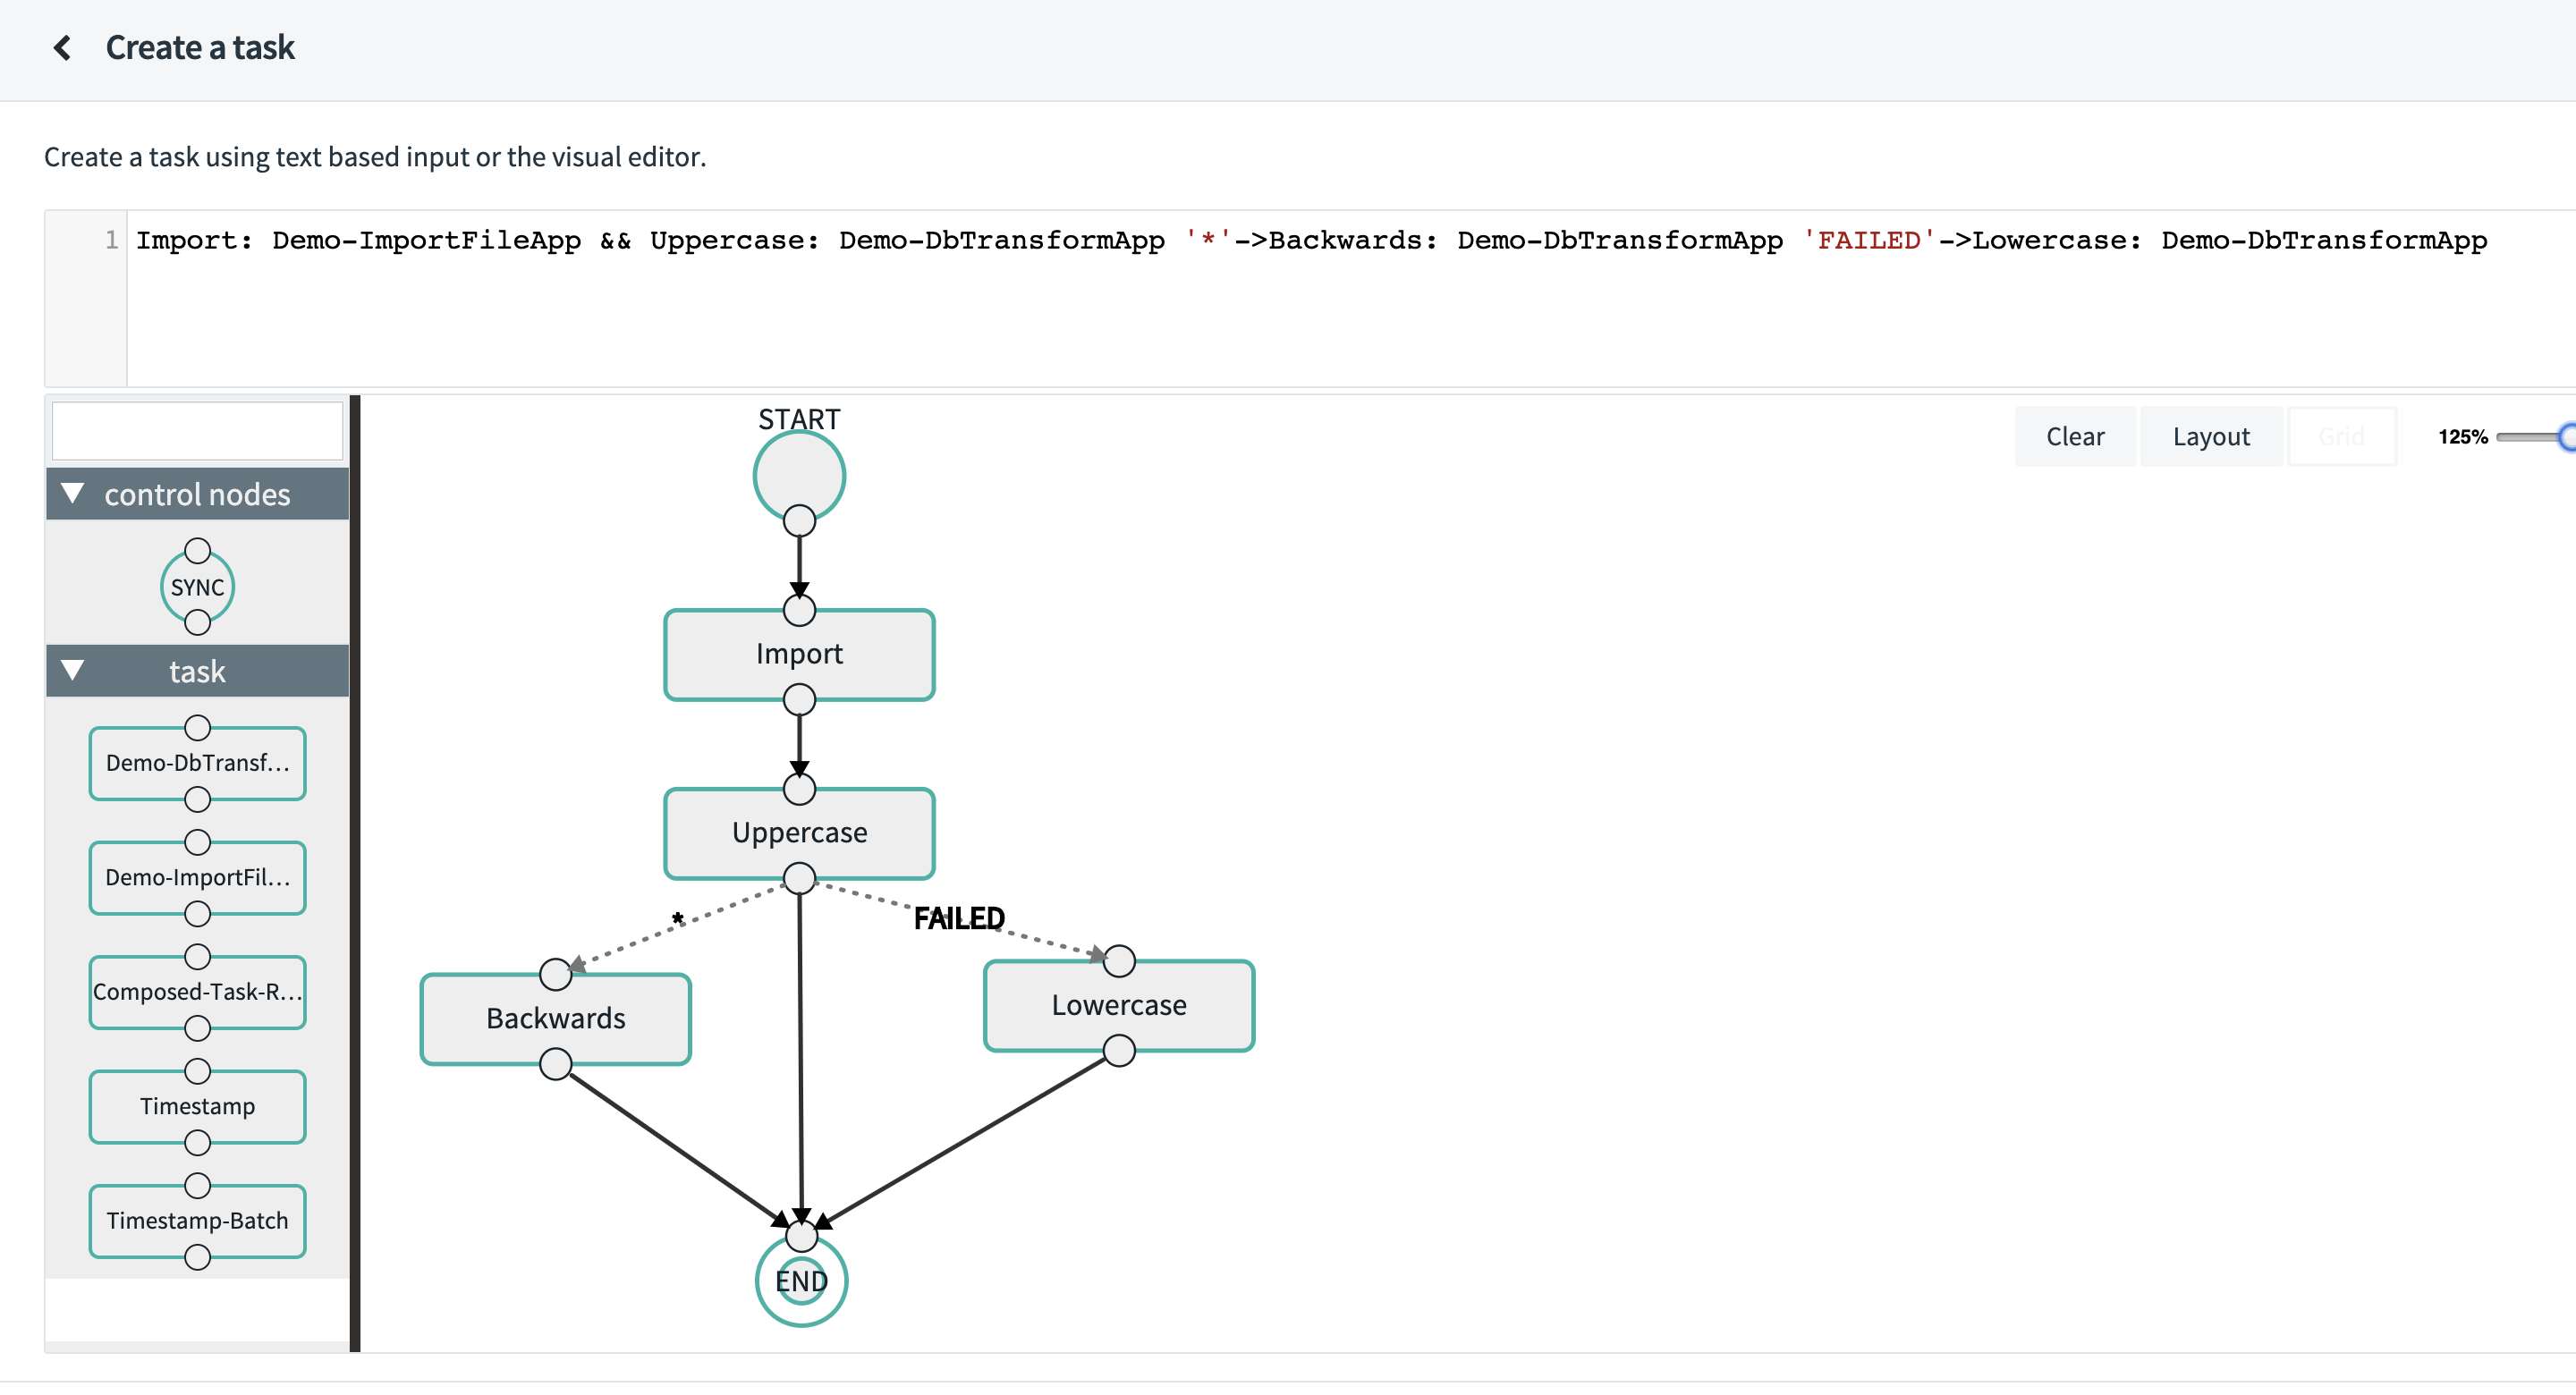 Create a task
Create a task using text based input or the visual editor.
1 Import: Demo-ImportFileApp && Uppercase: Demo-DbTransformApp '*'->Backwards: Demo-DbTransformApp 'FAILED'->Lowercase: Demo-DbTransformApp
START
Clear Layout Grid 125%
control nodes
SYNC
Import
task
Demo-DbTransf...
Uppercase
Demo-ImportFil...
* FAILED
Composed-Task-R...
Backwards
Lowercase
Timestamp
Timestamp-Batch
END